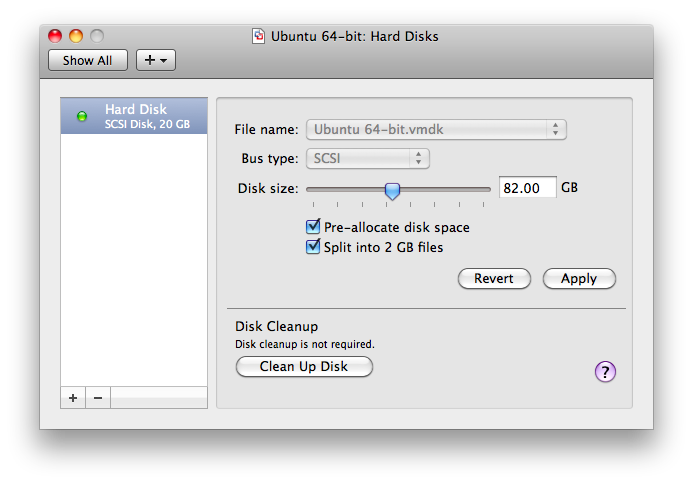 Ubuntu 64-bit: Hard Disks
Show All
+
Hard Disk
SCSI Disk, 20 GB
File name: Ubuntu 64-bit.vmdk
Bus type: SCSI
Disk size: 82.00 GB
Pre-allocate disk space
Split into 2 GB files
Revert Apply
Disk Cleanup
Disk cleanup is not required.
Clean Up Disk
?
+ −